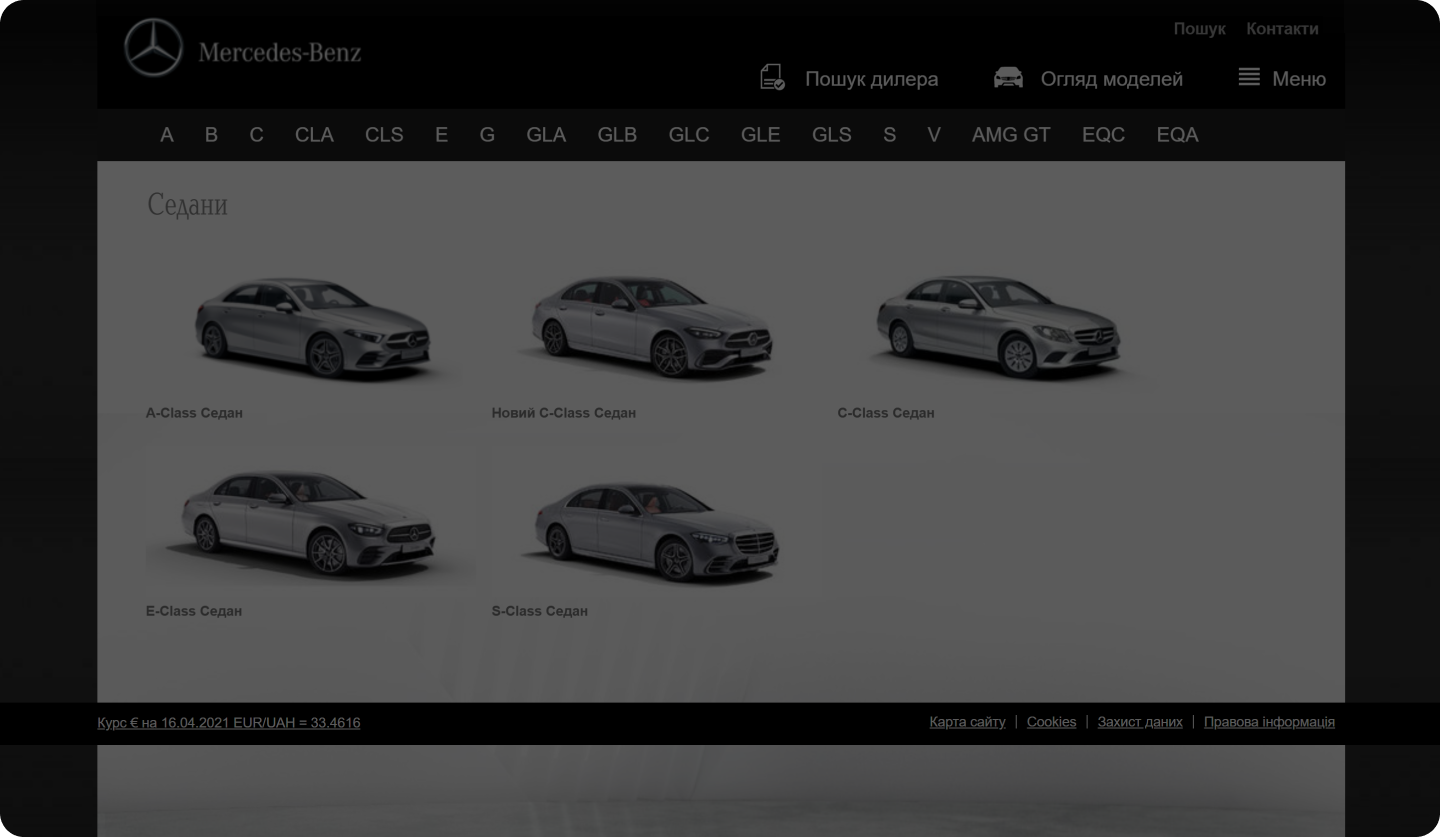 Пошук Контакти
Mercedes-Benz
Пошук дилера Огляд моделей Меню
A B C CLA CLS E G GLA GLB GLC GLE GLS S V AMG GT EQC EQA
Седани
A-Class Седан Новий C-Class Седан C-Class Седан
E-Class Седан S-Class Седан
Курс € на 16.04.2021 EUR/UAH = 33.4616 Карта сайту | Cookies | Захист даних | Правова інформація